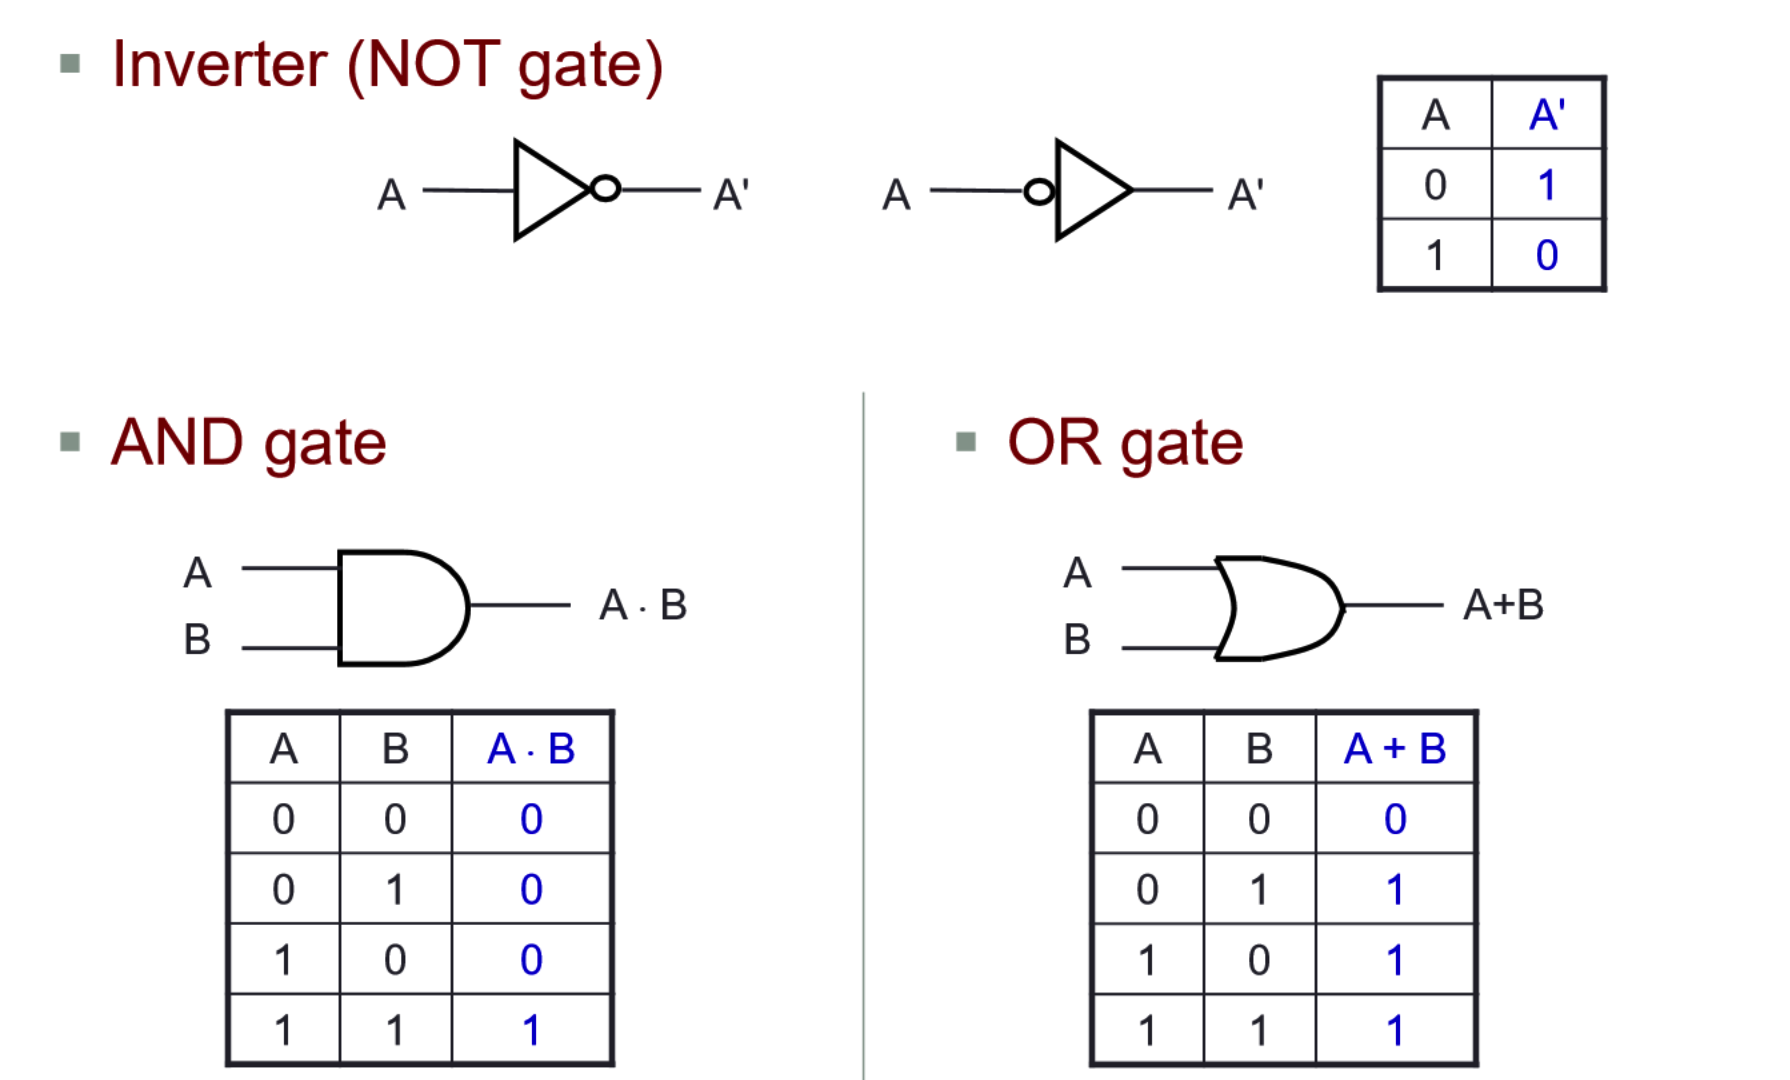 Inverter (NOT gate)
A A'
A A'
A A'
0 1
1 0
AND gate
A
B
A · B
A B A · B
0 0 0
0 1 0
1 0 0
1 1 1
OR gate
A
B
A+B
A B A + B
0 0 0
0 1 1
1 0 1
1 1 1